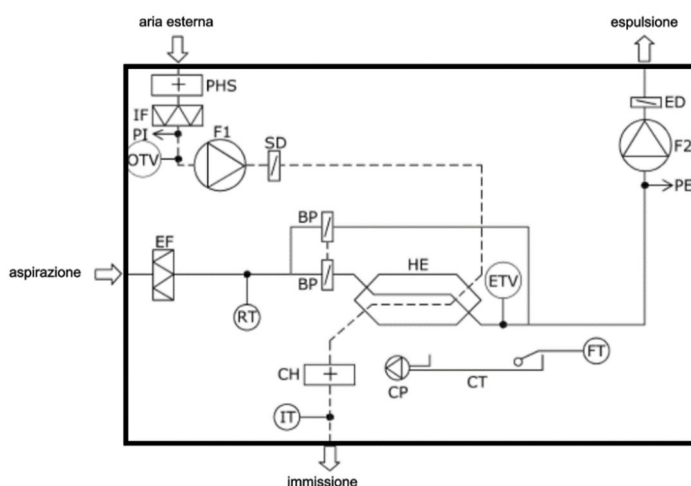 aria esterna
espulsione
PHS
IF
ED
PI
F1
SD
F2
OTV
PE
BP
EF
HE
aspirazione
BP
ETV
RT
CH
FT
CP
CT
IT
immissione